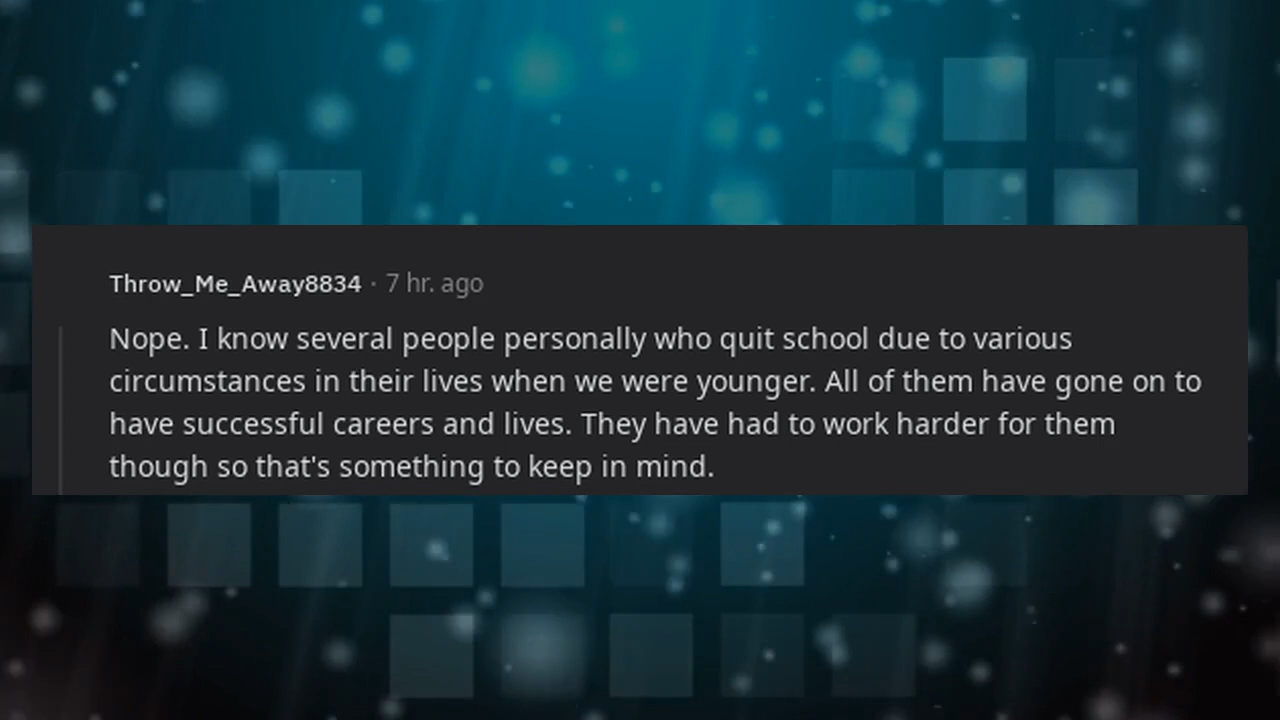 Throw_Me_Away8834 · 7 hr. ago
Nope. I know several people personally who quit school due to various
circumstances in their lives when we were younger. All of them have gone on to
have successful careers and lives. They have had to work harder for them
though so that's something to keep in mind.